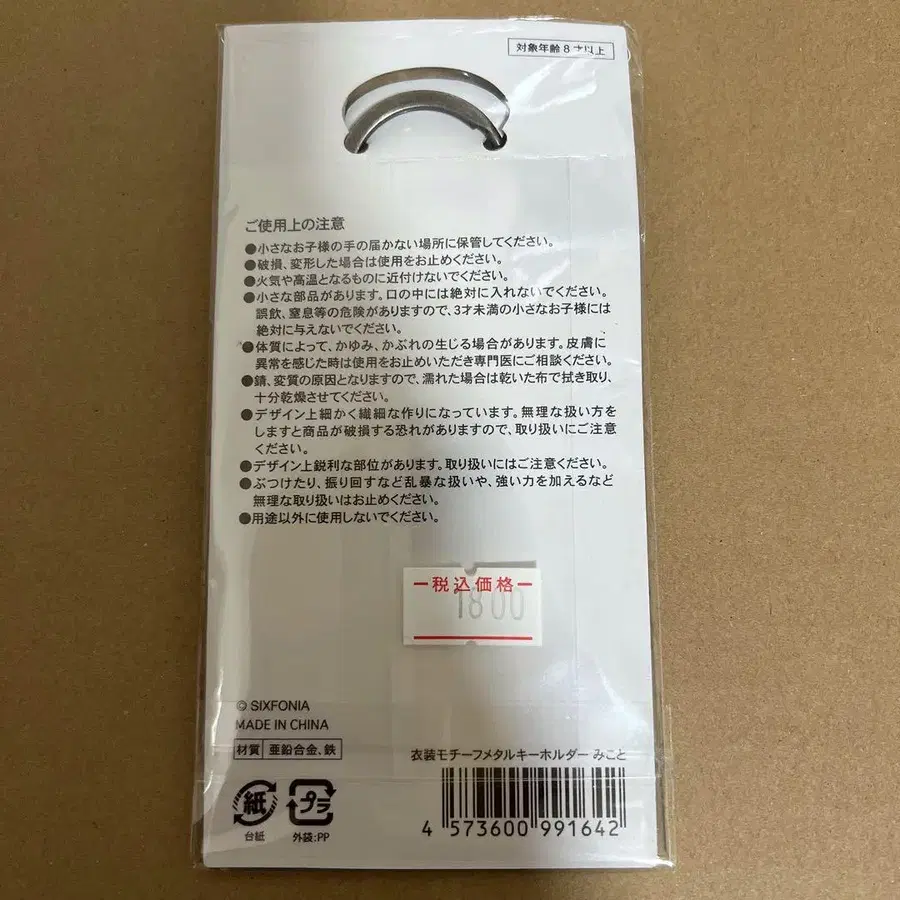 対象年齢8才以上
ご使用上の注意
●小さなお子様の手の届かない場所に保管してください。
●破損、変形した場合は使用をお止めください。
●火気や高温となるものに近付けないでください。
●小さな部品があります。口の中には絶対に入れないでください。
誤飲、窒息等の危険がありますので、3才未満の小さなお子様には
絶対に与えないでください。
●体質によって、かゆみ、かぶれの生じる場合があります。皮膚に
異常を感じた時は使用をお止めいただき専門医にご相談ください。
●錆、変質の原因となりますので、濡れた場合は乾いた布で拭き取り、
十分乾燥させてください。
●デザイン上細かく繊細な作りになっています。無理な扱い方を
しますと商品が破損する恐れがありますので、取り扱いにご注意
ください。
●デザイン上鋭利な部位があります。取り扱いにはご注意ください。
●ぶつけたり、振り回すなど乱暴な扱いや、強い力を加えるなど
無理な取り扱いはお止めください。
●用途以外に使用しないでください。
税込価格
1800
© SIXFONIA
MADE IN CHINA
材質 亜鉛合金、鉄
衣装モチーフメタルキーホルダー みこと
紙
台紙
プラ
外袋:PP
4 573600 991642